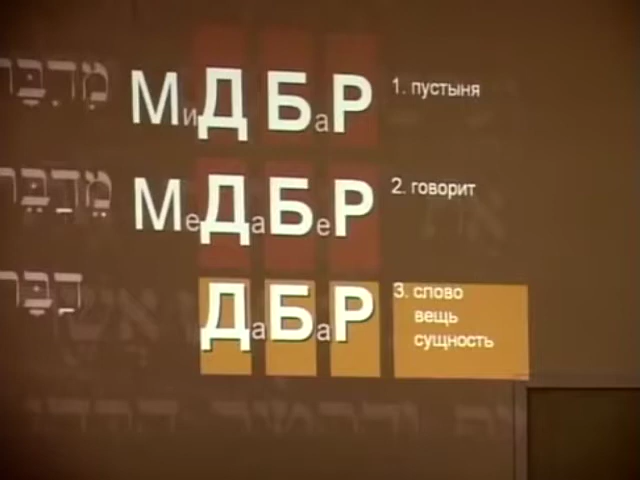 מִדְבָּר МиДБаР 1. пустыня
מְדַבֵּר МеДаБеР 2. говорит
דָּבָר ДаБаР 3. слово
вещь
сущность